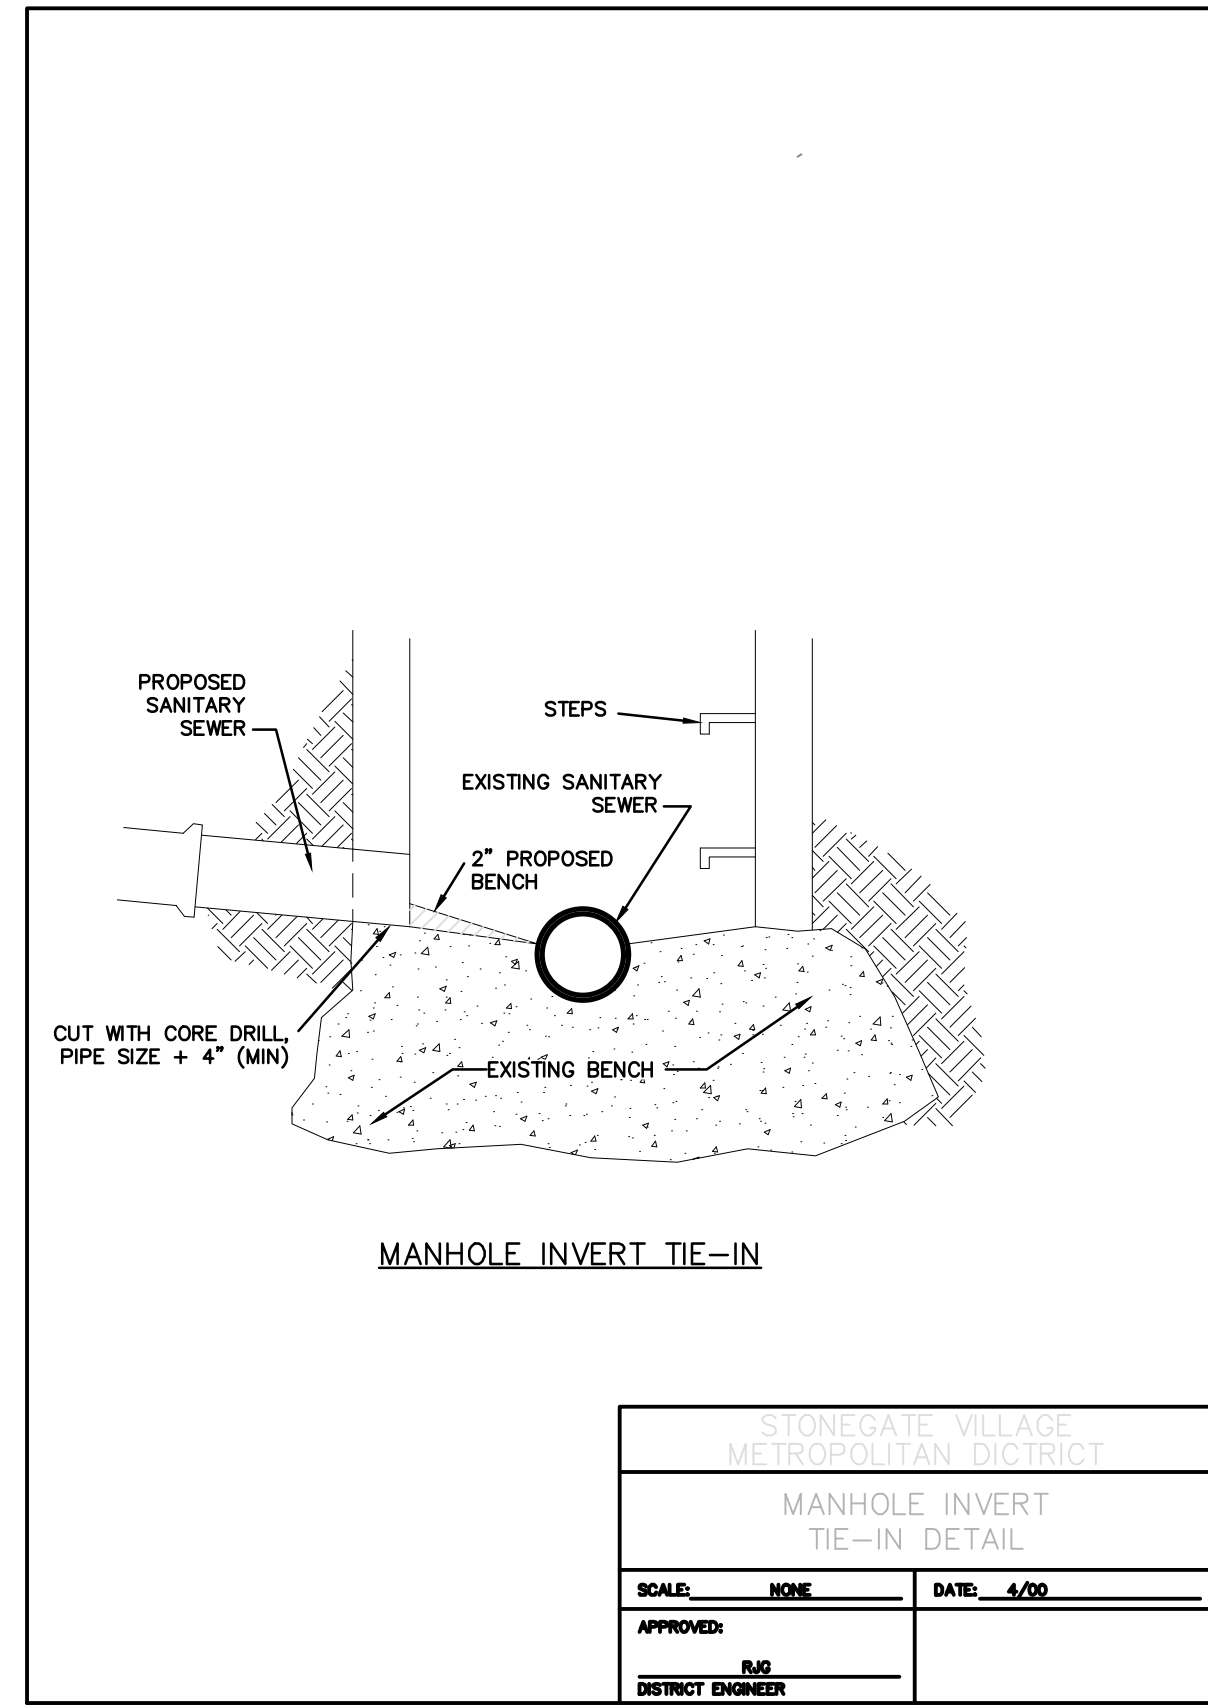 PROPOSED
SANITARY
SEWER
STEPS
EXISTING SANITARY
SEWER
2" PROPOSED
BENCH
CUT WITH CORE DRILL,
PIPE SIZE + 4" (MIN)
EXISTING BENCH
MANHOLE INVERT TIE-IN
STONEGATE VILLAGE
METROPOLITAN DICTRICT
MANHOLE INVERT
TIE-IN DETAIL
SCALE: NONE
DATE: 4/00
APPROVED:
RJG
DISTRICT ENGINEER